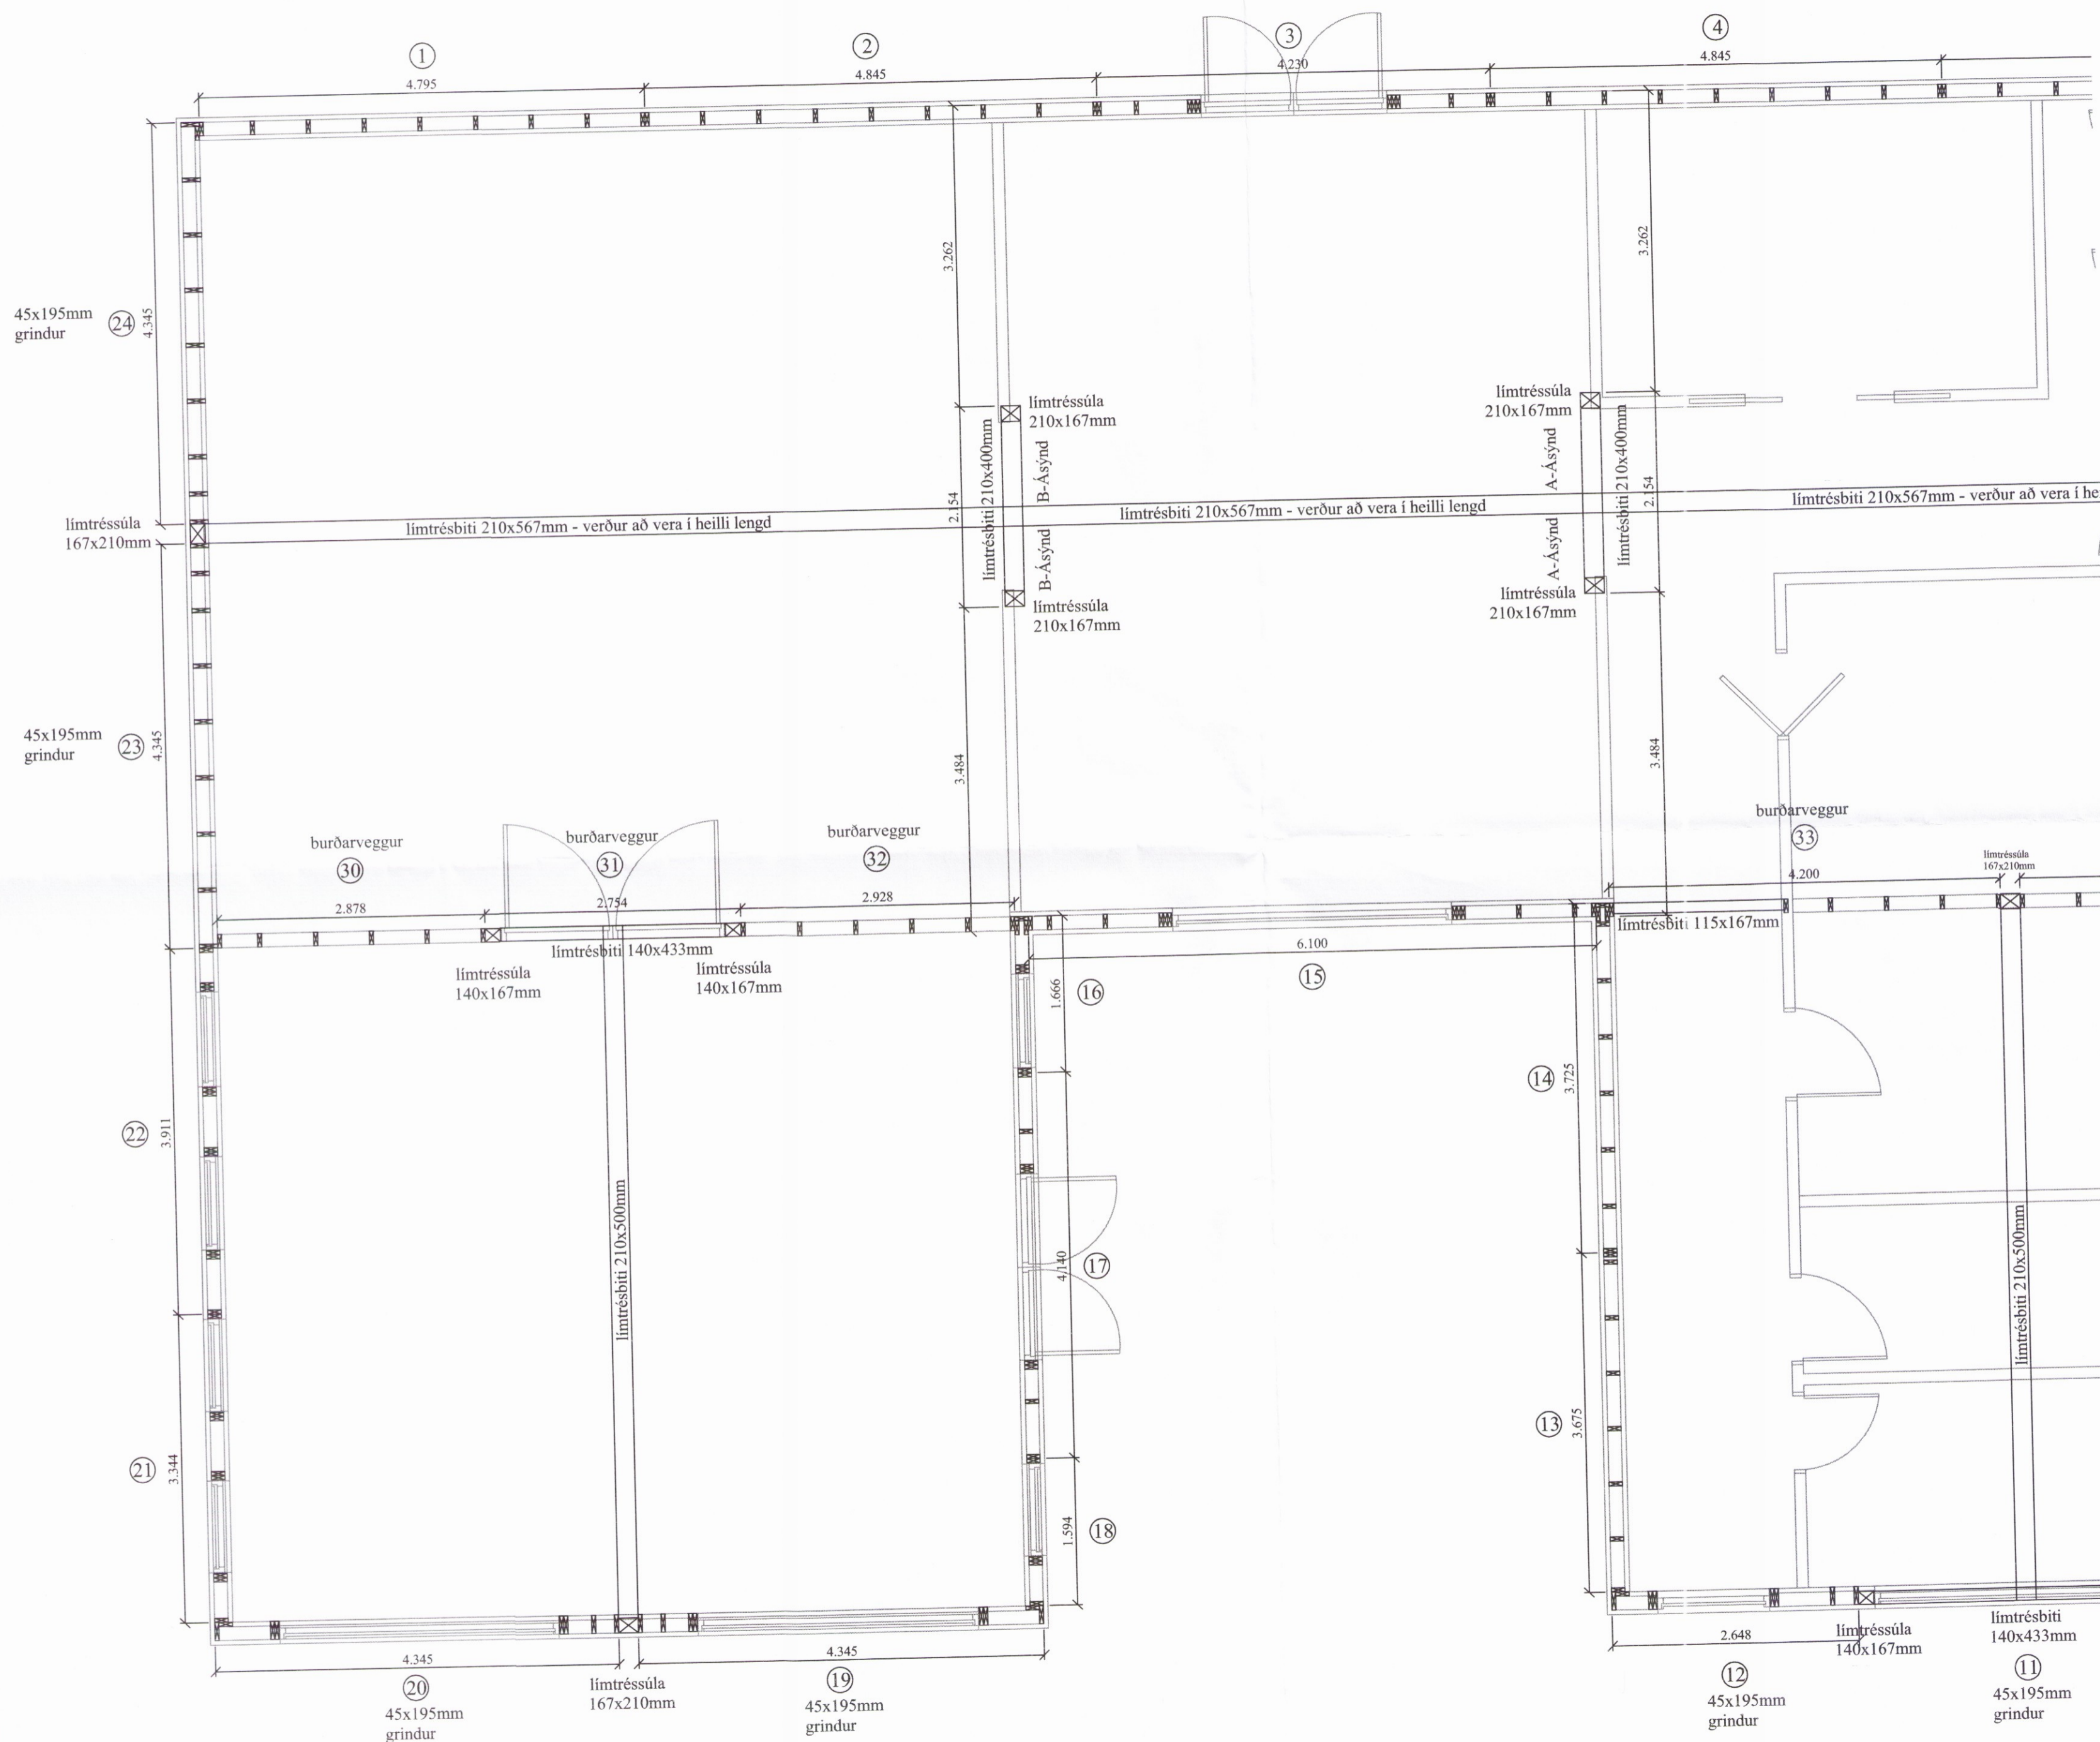 1
2
3
4
4.795
4.845
4.230
4.845
3.262
3.262
45x195mm
grindur
24
4.345
límtréssúla
210x167mm
límtréssúla
210x167mm
límtrésbiti 210x400mm
B-Ásýnd
A-Ásýnd
límtrésbiti 210x400mm
2.154
2.154
límtréssúla
167x210mm
límtrésbiti 210x567mm - verður að vera í heilli lengd
límtrésbiti 210x567mm - verður að vera í heilli lengd
límtrésbiti 210x567mm - verður að vera í he
B-Ásýnd
A-Ásýnd
límtréssúla
210x167mm
límtréssúla
210x167mm
45x195mm
grindur
23
4.345
3.484
3.484
burðarveggur
30
burðarveggur
31
burðarveggur
32
burðarveggur
33
2.878
2.754
2.928
4.200
límtréssúla
167x210mm
límtrésbiti 140x433mm
límtrésbiti 115x167mm
límtréssúla
140x167mm
límtréssúla
140x167mm
6.100
15
1.666
16
14
3.725
22
3.911
límtrésbiti 210x500mm
4.140
17
límtrésbiti 210x500mm
13
3.675
21
3.344
1.594
18
4.345
4.345
2.648
20
45x195mm
grindur
límtréssúla
167x210mm
19
45x195mm
grindur
límtréssúla
140x167mm
límtrésbiti
140x433mm
12
45x195mm
grindur
11
45x195mm
grindur